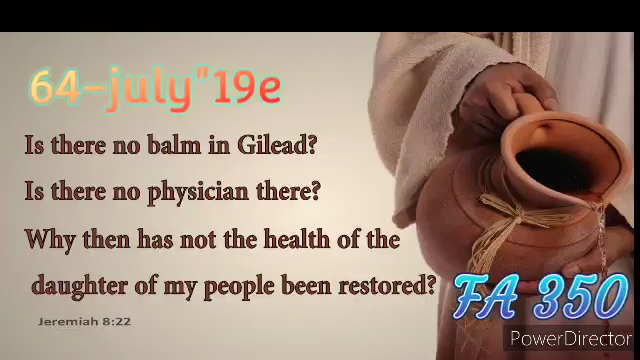 64-july"19e
Is there no balm in Gilead?
Is there no physician there?
Why then has not the health of the
daughter of my people been restored?
Jeremiah 8:22
FA 350
PowerDirector